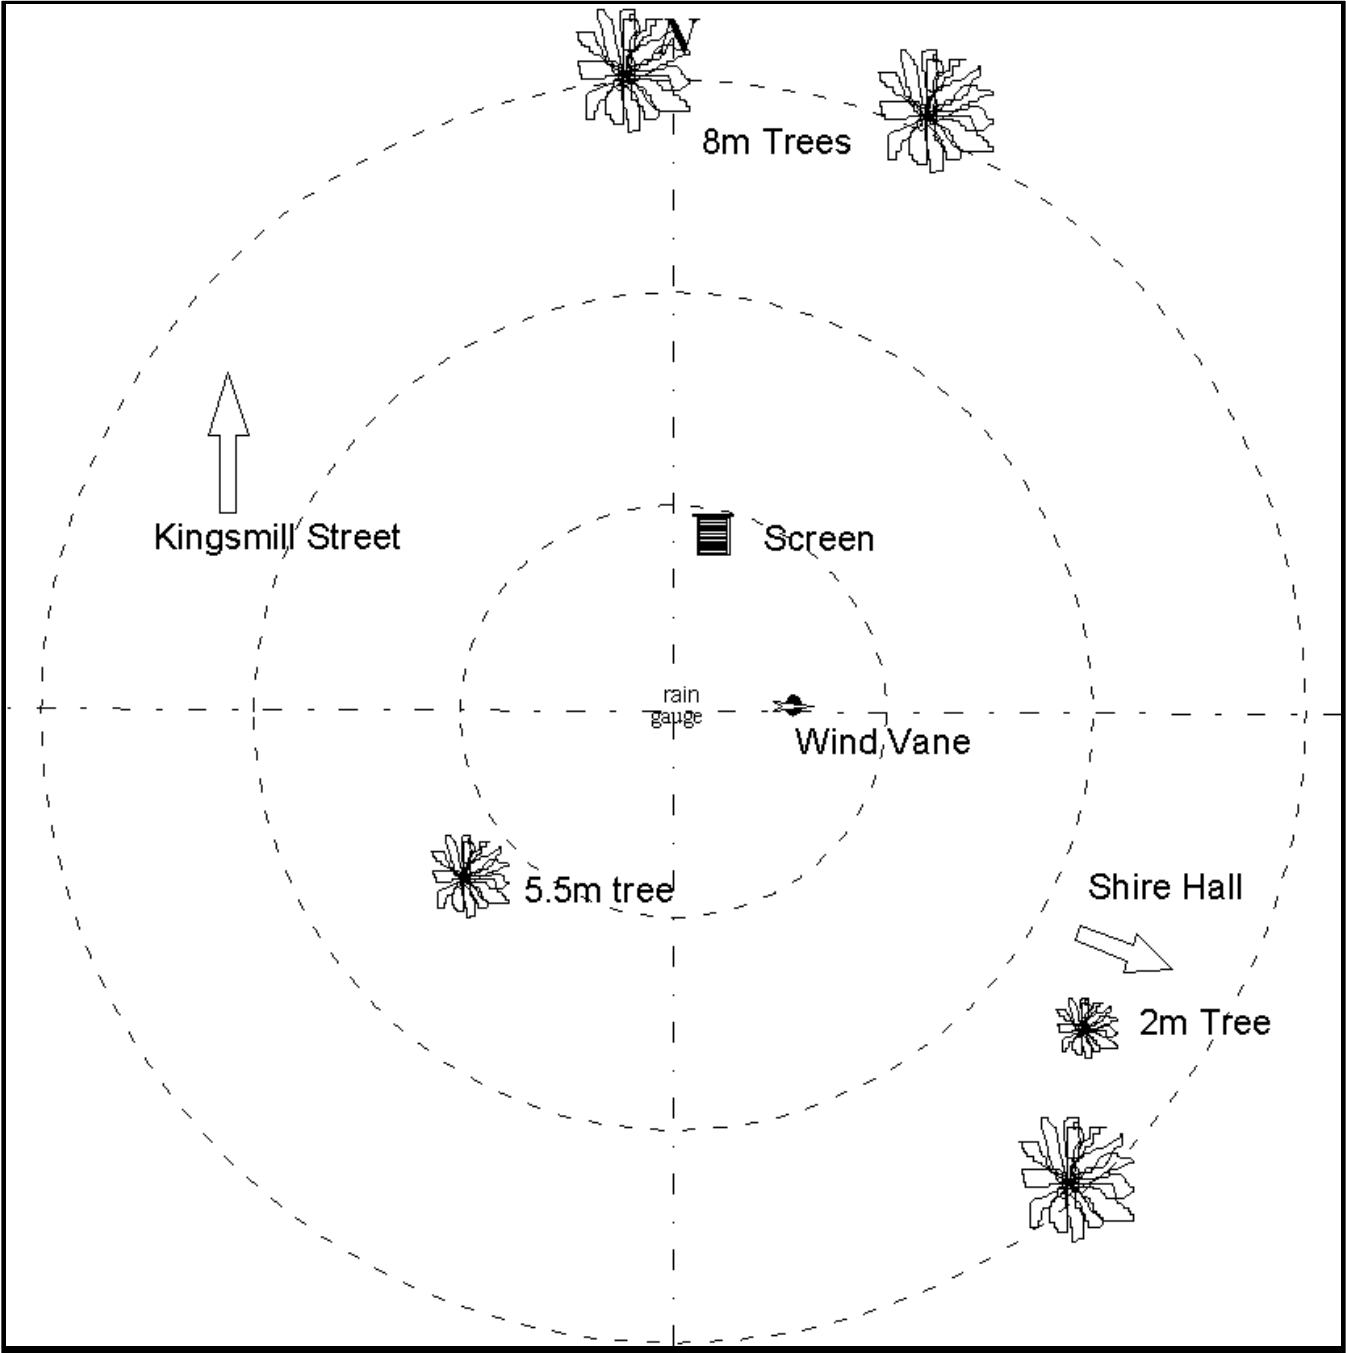 N
8m Trees
Kingsmill Street
Screen
rain
gauge
Wind Vane
5.5m tree
Shire Hall
2m Tree